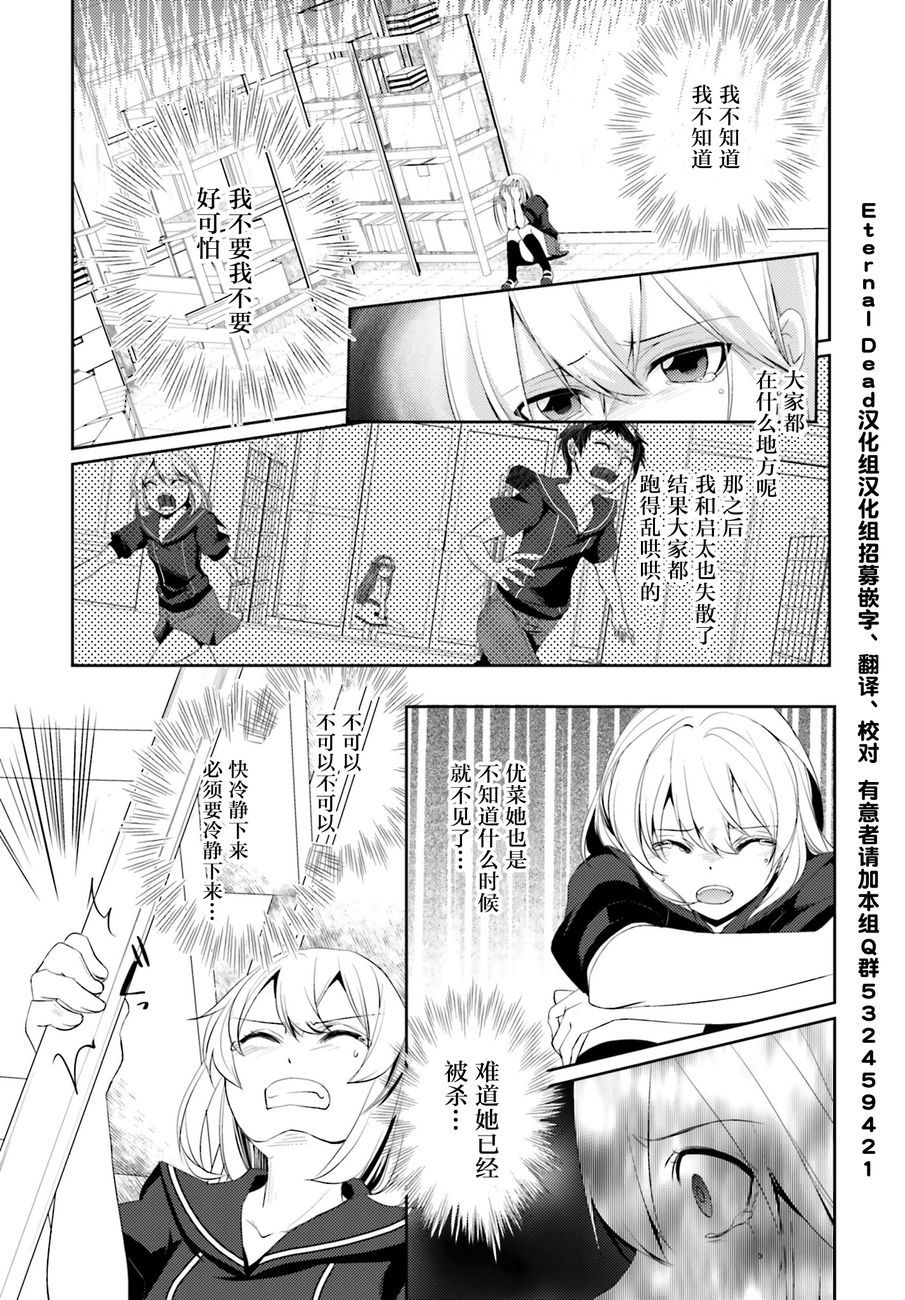 我不知道
我不知道
我不要我不要
好可怕
大家都
在什么地方呢
那之后
我和启太也失散了
结果大家都
跑得乱哄哄的
优菜她也是
不知道什么时候
就不见了…
难道她已经
被杀…
不可以
不可以不可以
快冷静下来
必须要冷静下来…
Eternal Dead汉化组汉化组招募嵌字、翻译、校对 有意者请加本组Q群532459421